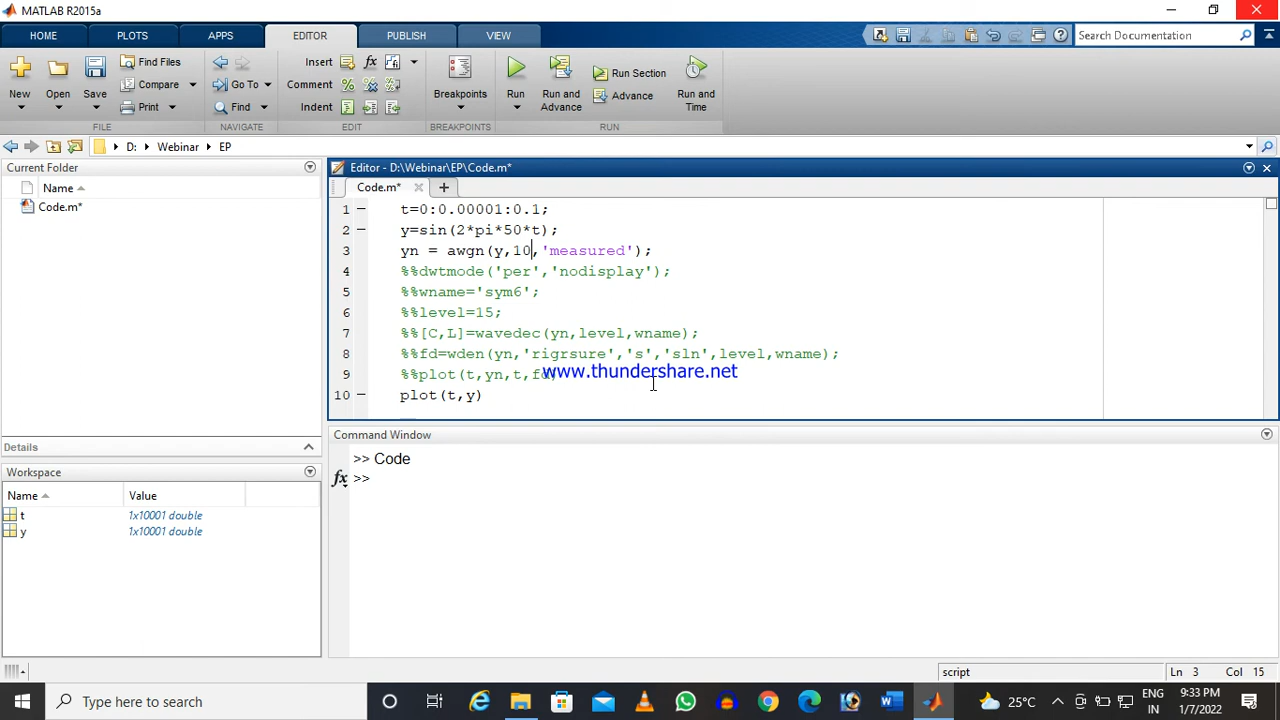 MATLAB R2015a
HOME PLOTS APPS EDITOR PUBLISH VIEW
Search Documentation
New Open Save
Find Files
Compare
Print
FILE
Go To
Find
NAVIGATE
Insert
Comment
Indent
EDIT
Breakpoints
BREAKPOINTS
Run
Run and Advance
Run Section
Advance
Run and Time
RUN
D: Webinar EP
Current Folder
Name
Code.m*
Details
Workspace
Name Value
t 1x10001 double
y 1x10001 double
Editor - D:\Webinar\EP\Code.m*
Code.m*
1 t=0:0.00001:0.1;
2 y=sin(2*pi*50*t);
3 yn = awgn(y,10,'measured');
4 %%dwtmode('per','nodisplay');
5 %%wname='sym6';
6 %%level=15;
7 %%[C,L]=wavedec(yn,level,wname);
8 %%fd=wden(yn,'rigrsure','s','sln',level,wname);
9 %%plot(t,yn,t,fd)
www.thundershare.net
10 plot(t,y)
Command Window
>> Code
fx >>
script Ln 3 Col 15
Type here to search
25°C
ENG
IN
9:33 PM
1/7/2022